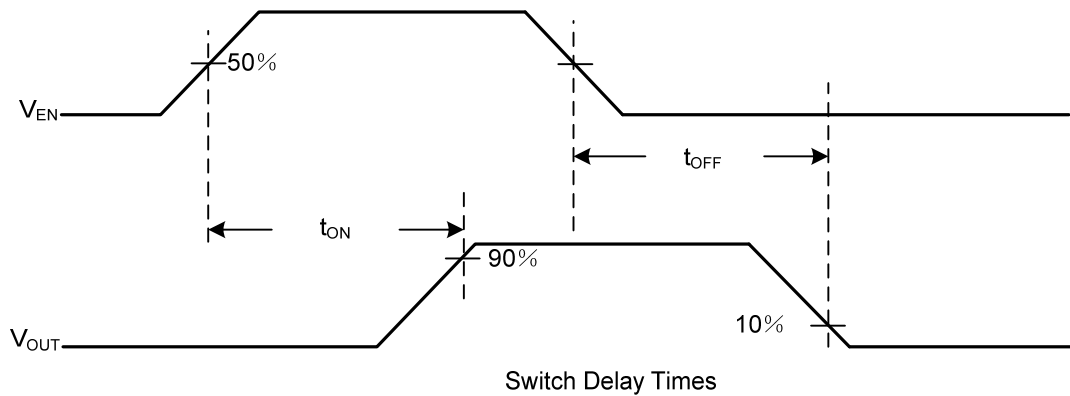 50%
V_EN
t_OFF
t_ON
90%
10%
V_OUT
Switch Delay Times